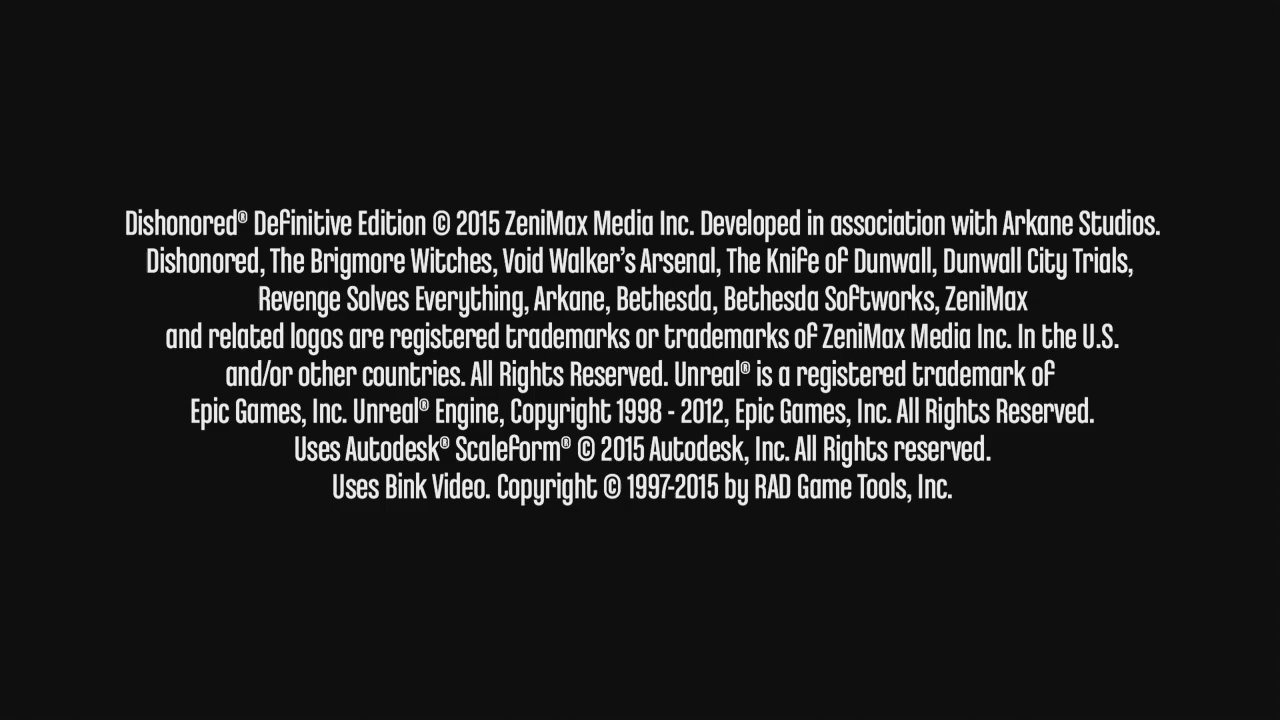 Dishonored® Definitive Edition © 2015 ZeniMax Media Inc. Developed in association with Arkane Studios.
Dishonored, The Brigmore Witches, Void Walker’s Arsenal, The Knife of Dunwall, Dunwall City Trials,
Revenge Solves Everything, Arkane, Bethesda, Bethesda Softworks, ZeniMax
and related logos are registered trademarks or trademarks of ZeniMax Media Inc. In the U.S.
and/or other countries. All Rights Reserved. Unreal® is a registered trademark of
Epic Games, Inc. Unreal® Engine, Copyright 1998 - 2012, Epic Games, Inc. All Rights Reserved.
Uses Autodesk® Scaleform® © 2015 Autodesk, Inc. All Rights reserved.
Uses Bink Video. Copyright © 1997-2015 by RAD Game Tools, Inc.